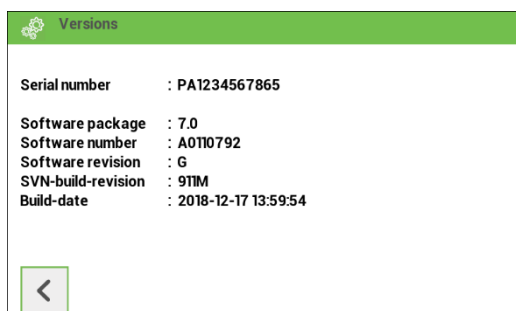 Versions
Serial number : PA1234567865
Software package : 7.0
Software number : A0110792
Software revision : G
SVN-build-revision : 911M
Build-date : 2018-12-17 13:59:54